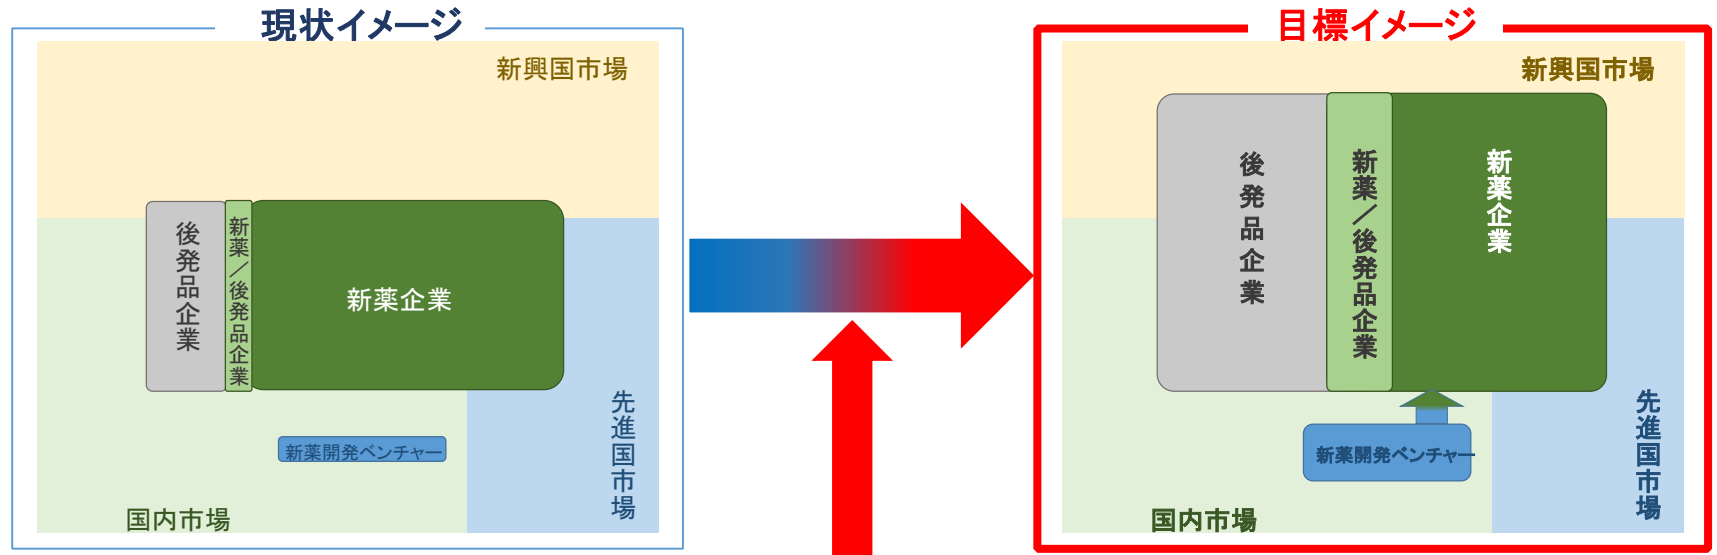 現状イメージ
新興国市場
後発品企業
新薬／後発品企業
新薬企業
先進国市場
新薬開発ベンチャー
国内市場
目標イメージ
新興国市場
後発品企業
新薬／後発品企業
新薬企業
先進国市場
新薬開発ベンチャー
国内市場